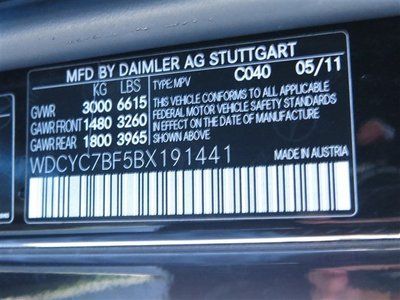 MFD BY DAIMLER AG STUTTGART
KG LBS TYPE:MPV C040 05/11
GVWR 3000 6615 THIS VEHICLE CONFORMS TO ALL APPLICABLE
GAWR FRONT 1480 3260 FEDERAL MOTOR VEHICLE SAFETY STANDARDS
GAWR REAR 1800 3965 IN EFFECT ON THE DATE OF MANUFACTURE
SHOWN ABOVE
WDCYC7BF5BX191441 MADE IN AUSTRIA